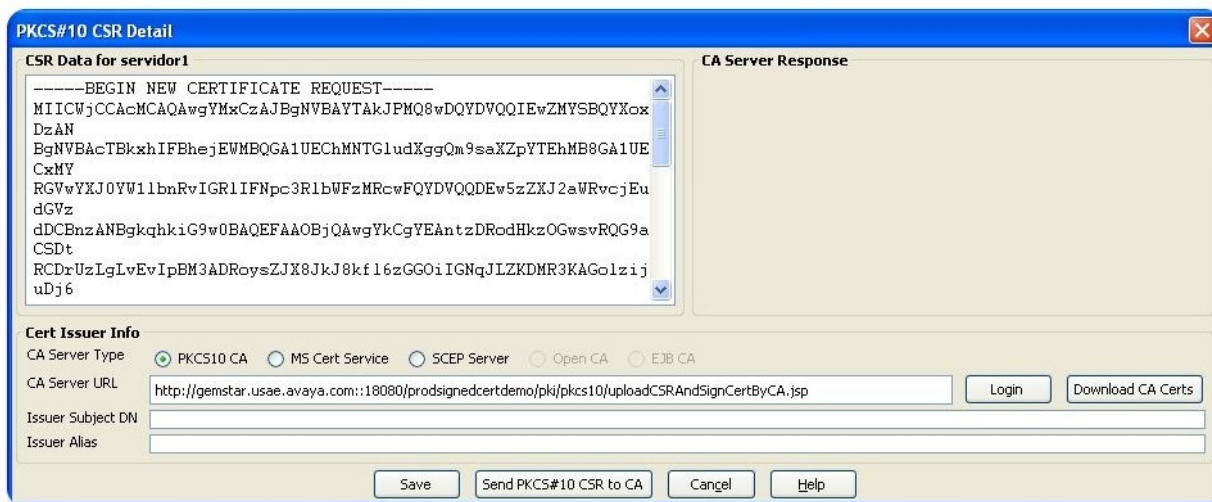 PKCS#10 CSR Detail
CSR Data for servidor1
CA Server Response
-----BEGIN NEW CERTIFICATE REQUEST-----
MIICWjCCAcMCAQAwgYMxCzAJBgNVBAYTAkJPMQ8wDQYDVQQIEwZMYSBQYXox
DzAN
BgNVBAcTBkxhIFBhejEWMBQGA1UEChMNTGludXggQm9saXZpYTEhMB8GA1UE
CxMY
RGVwYXJ0YW1lbnRvIGRlIFNpc3RlbWFzMRcwFQYDVQQDEw5zZXJ2aWRvcjEu
dGVz
dDCBnzANBgkqhkiG9w0BAQEFAAOBjQAwgYkCgYEAntzDRodHkzOGwsvRQG9a
CSDt
RCDrUzLgLvEvIpBM3ADRoysZJX8JkJ8kfl6zGGOiIGNqJLZKDMR3KAGolzij
uDj6
Cert Issuer Info
CA Server Type PKCS10 CA MS Cert Service SCEP Server Open CA EJB CA
CA Server URL http://gemstar.usae.avaya.com::18080/prodsignedcertdemo/pki/pkcs10/uploadCSRAndSignCertByCA.jsp Login Download CA Certs
Issuer Subject DN
Issuer Alias
Save Send PKCS#10 CSR to CA Cancel Help